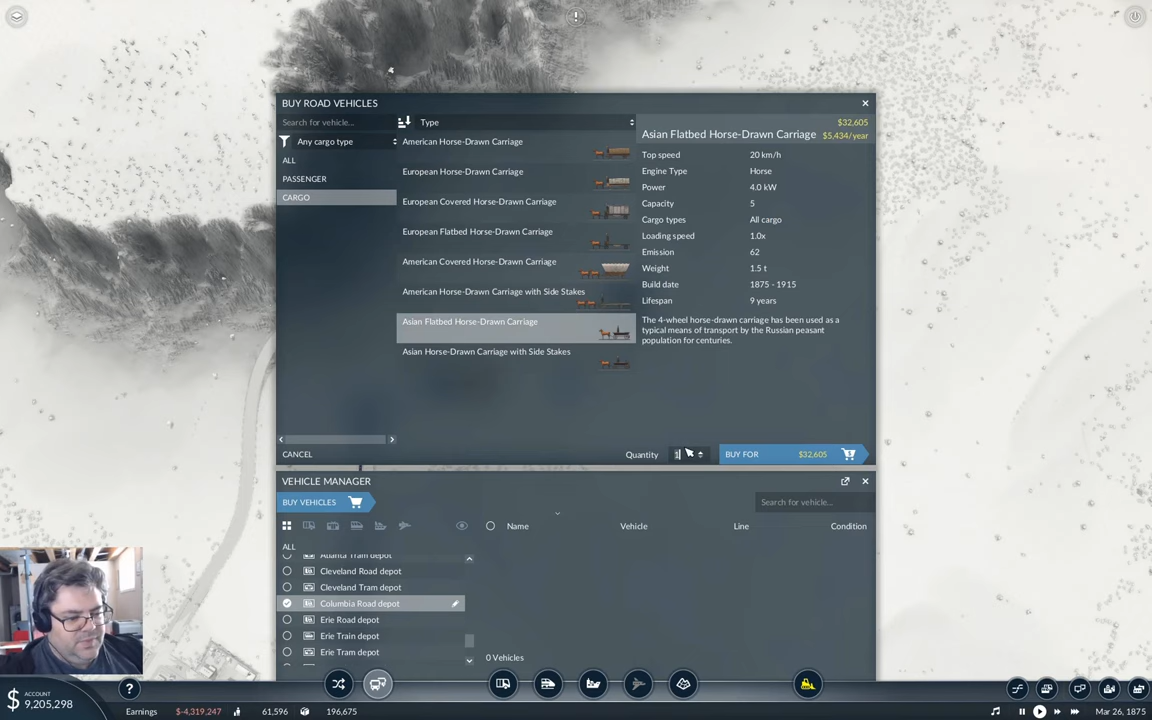 BUY ROAD VEHICLES
Search for vehicle...
Type
Any cargo type
ALL
PASSENGER
CARGO
American Horse-Drawn Carriage
European Horse-Drawn Carriage
European Covered Horse-Drawn Carriage
European Flatbed Horse-Drawn Carriage
American Covered Horse-Drawn Carriage
American Horse-Drawn Carriage with Side Stakes
Asian Flatbed Horse-Drawn Carriage
Asian Horse-Drawn Carriage with Side Stakes
$32,605
Asian Flatbed Horse-Drawn Carriage $5,434/year
Top speed 20 km/h
Engine Type Horse
Power 4.0 kW
Capacity 5
Cargo types All cargo
Loading speed 1.0x
Emission 62
Weight 1.5 t
Build date 1875 - 1915
Lifespan 9 years
The 4-wheel horse-drawn carriage has been used as a
typical means of transport by the Russian peasant
population for centuries.
CANCEL
Quantity 1
BUY FOR $32,605
VEHICLE MANAGER
BUY VEHICLES
Search for vehicle...
Name Vehicle Line Condition
ALL
Atlanta Tram depot
Cleveland Road depot
Cleveland Tram depot
Columbia Road depot
Erie Road depot
Erie Train depot
Erie Tram depot
0 Vehicles
$ ACCOUNT
9,205,298
?
Earnings $-4,319,247 61,596 196,675
Mar 26, 1875